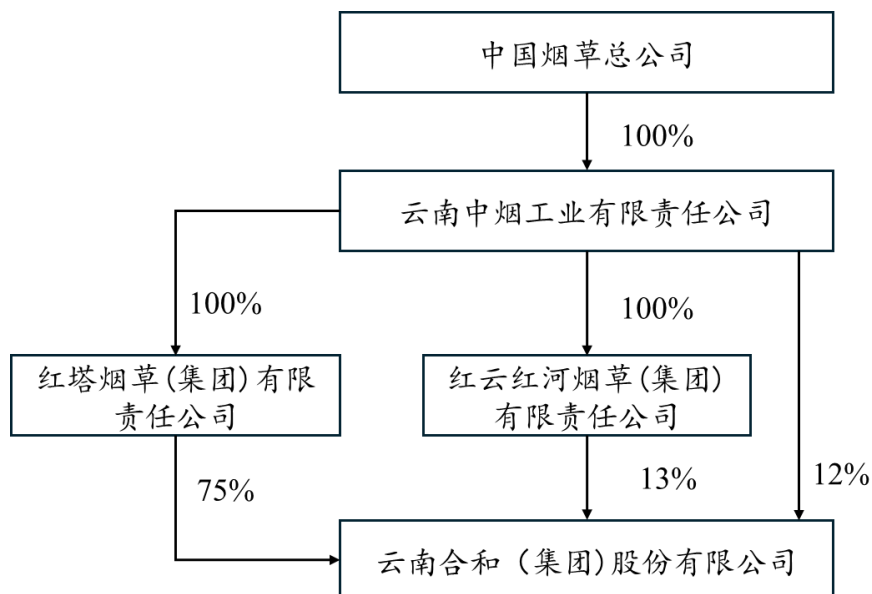 中国烟草总公司
100%
云南中烟工业有限责任公司
100%
100%
红塔烟草(集团)有限
责任公司
红云红河烟草(集团)
有限责任公司
75%
13%
12%
云南合和（集团)股份有限公司